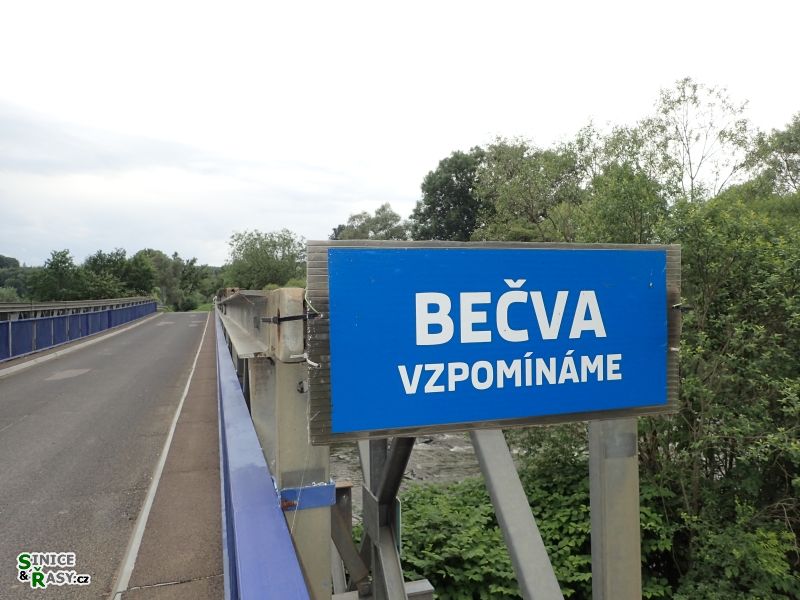 BEČVA
VZPOMÍNÁME
SINICE
& ŘASY.cz